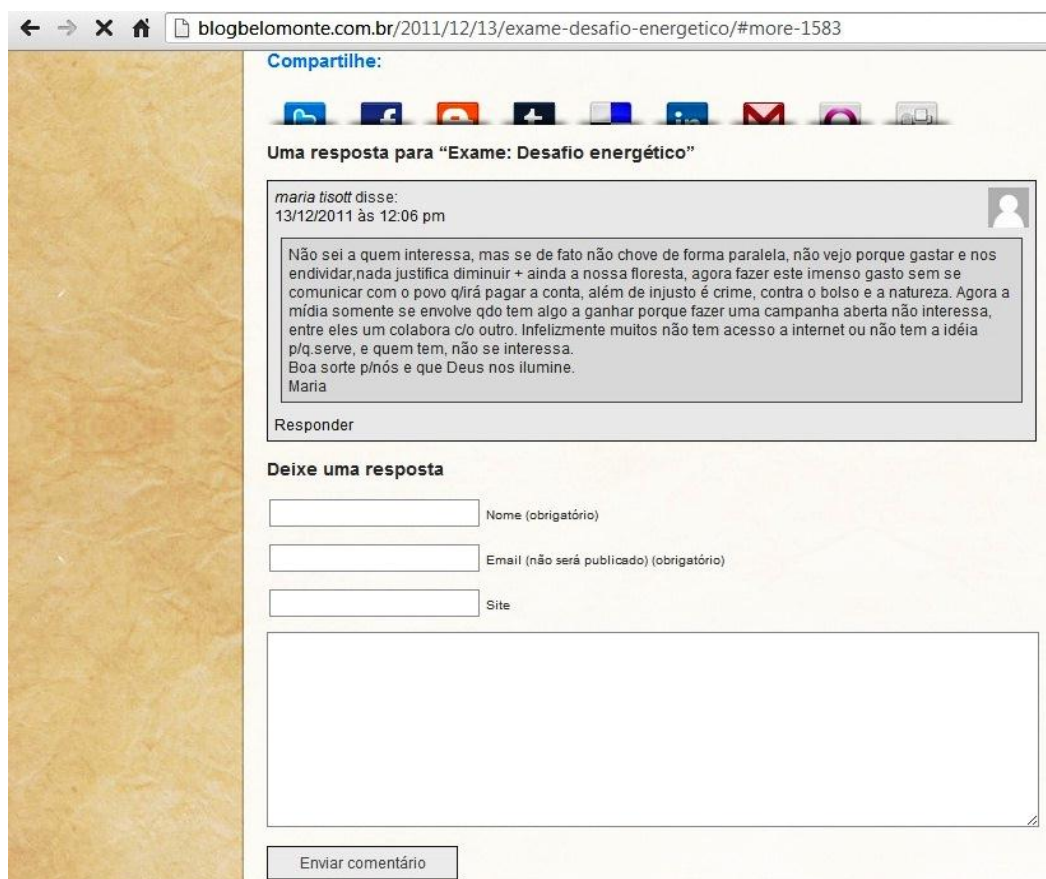 blogbelomonte.com.br/2011/12/13/exame-desafio-energetico/#more-1583
Compartilhe:
Uma resposta para “Exame: Desafio energético”
maria tisott disse:
13/12/2011 às 12:06 pm
Não sei a quem interessa, mas se de fato não chove de forma paralela, não vejo porque gastar e nos
endividar,nada justifica diminuir + ainda a nossa floresta, agora fazer este imenso gasto sem se
comunicar com o povo q/irá pagar a conta, além de injusto é crime, contra o bolso e a natureza. Agora a
mídia somente se envolve qdo tem algo a ganhar porque fazer uma campanha aberta não interessa,
entre eles um colabora c/o outro. Infelizmente muitos não tem acesso a internet ou não tem a idéia
p/q.serve, e quem tem, não se interessa.
Boa sorte p/nós e que Deus nos ilumine.
Maria
Responder
Deixe uma resposta
Nome (obrigatório)
Email (não será publicado) (obrigatório)
Site
Enviar comentário